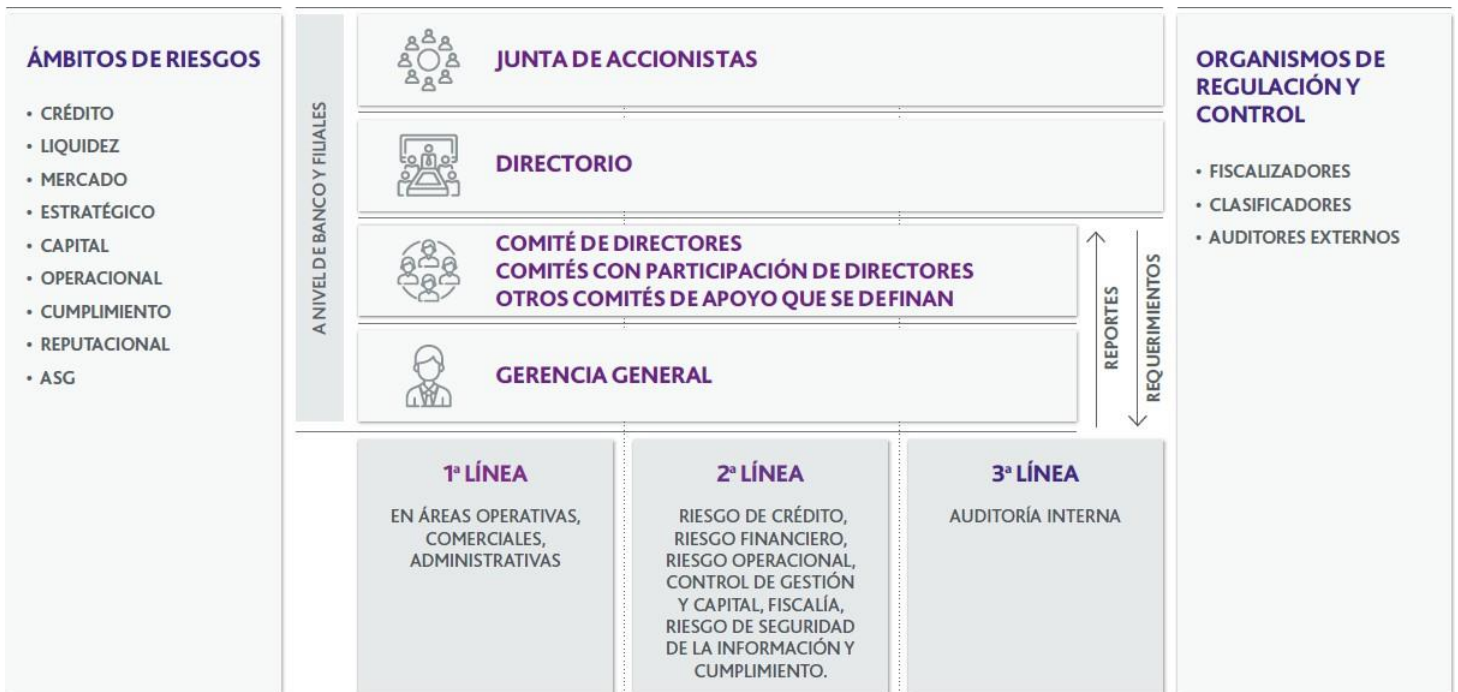 ÁMBITOS DE RIESGOS
• CRÉDITO
• LIQUIDEZ
• MERCADO
• ESTRATÉGICO
• CAPITAL
• OPERACIONAL
• CUMPLIMIENTO
• REPUTACIONAL
• ASG
A NIVEL DE BANCO Y FILIALES
JUNTA DE ACCIONISTAS
DIRECTORIO
COMITÉ DE DIRECTORES
COMITÉS CON PARTICIPACIÓN DE DIRECTORES
OTROS COMITÉS DE APOYO QUE SE DEFINAN
GERENCIA GENERAL
REPORTES
REQUERIMIENTOS
1ª LÍNEA
EN ÁREAS OPERATIVAS,
COMERCIALES,
ADMINISTRATIVAS
2ª LÍNEA
RIESGO DE CRÉDITO,
RIESGO FINANCIERO,
RIESGO OPERACIONAL,
CONTROL DE GESTIÓN
Y CAPITAL, FISCALÍA,
RIESGO DE SEGURIDAD
DE LA INFORMACIÓN Y
CUMPLIMIENTO.
3ª LÍNEA
AUDITORÍA INTERNA
ORGANISMOS DE
REGULACIÓN Y
CONTROL
• FISCALIZADORES
• CLASIFICADORES
• AUDITORES EXTERNOS